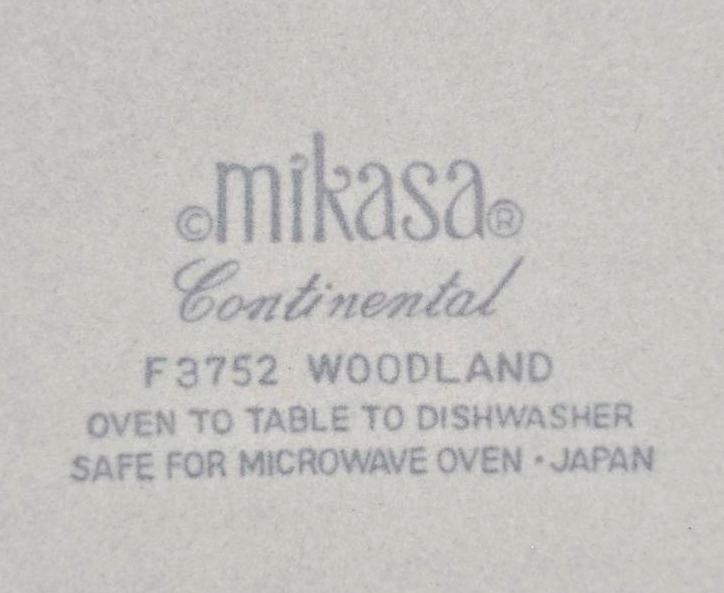 ©mikasa®
Continental
F3752 WOODLAND
OVEN TO TABLE TO DISHWASHER
SAFE FOR MICROWAVE OVEN · JAPAN